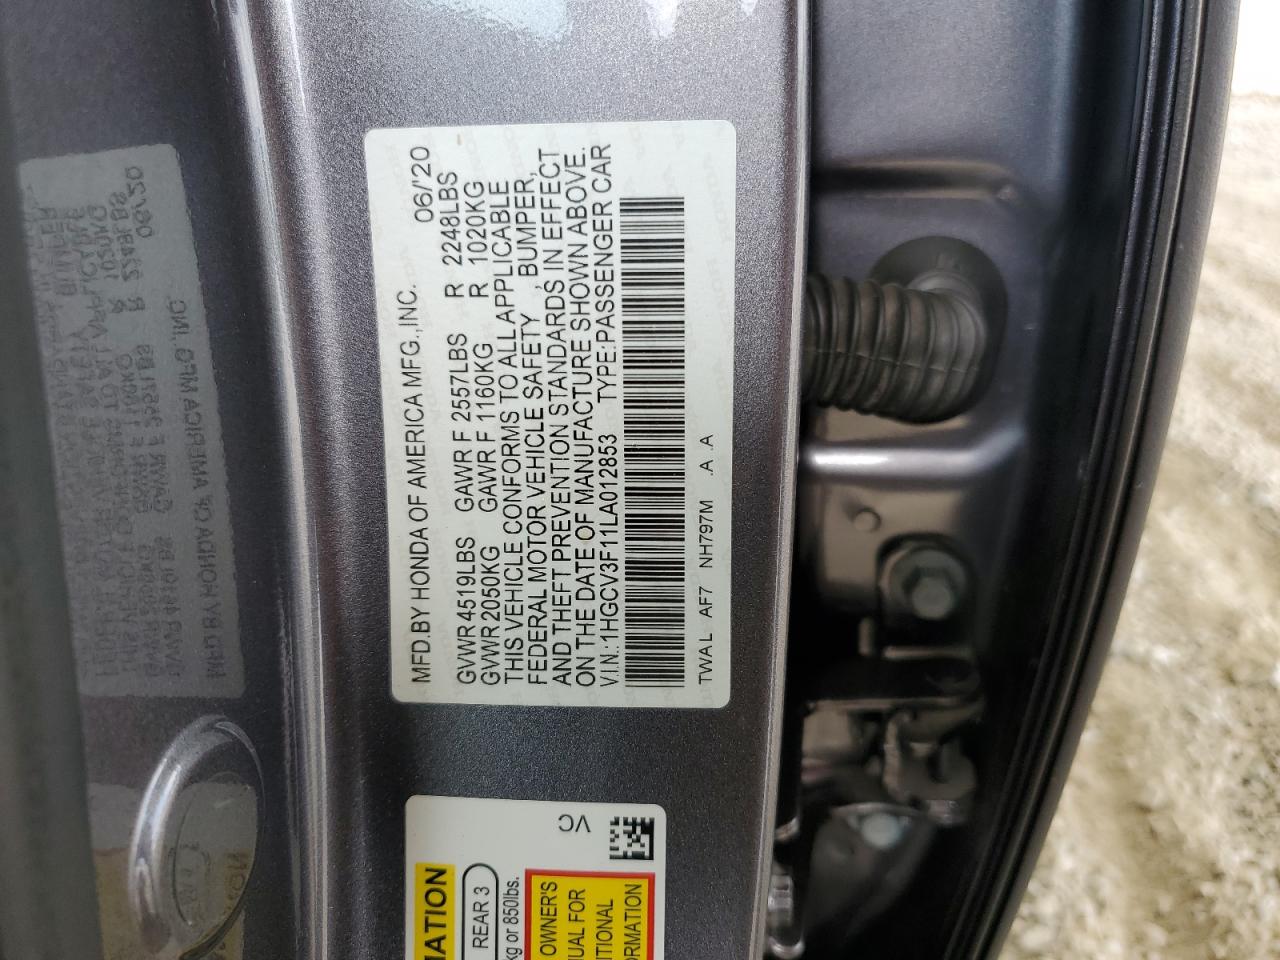 MFD.BY HONDA OF AMERICA MFG.,INC. 06/'20
GVWR 4519LBS GAWR F 2557LBS R 2248LBS
GVWR 2050KG GAWR F 1160KG R 1020KG
THIS VEHICLE CONFORMS TO ALL APPLICABLE
FEDERAL MOTOR VEHICLE SAFETY, BUMPER,
AND THEFT PREVENTION STANDARDS IN EFFECT
ON THE DATE OF MANUFACTURE SHOWN ABOVE.
V.I.N.: 1HGCV3F11LA012853 TYPE:PASSENGER CAR
TWAL AF7 NH797M .A .A
VC
MATION
REAR 3
kg or 850lbs.
OWNER'S
UAL FOR
ITIONAL
ORMATION